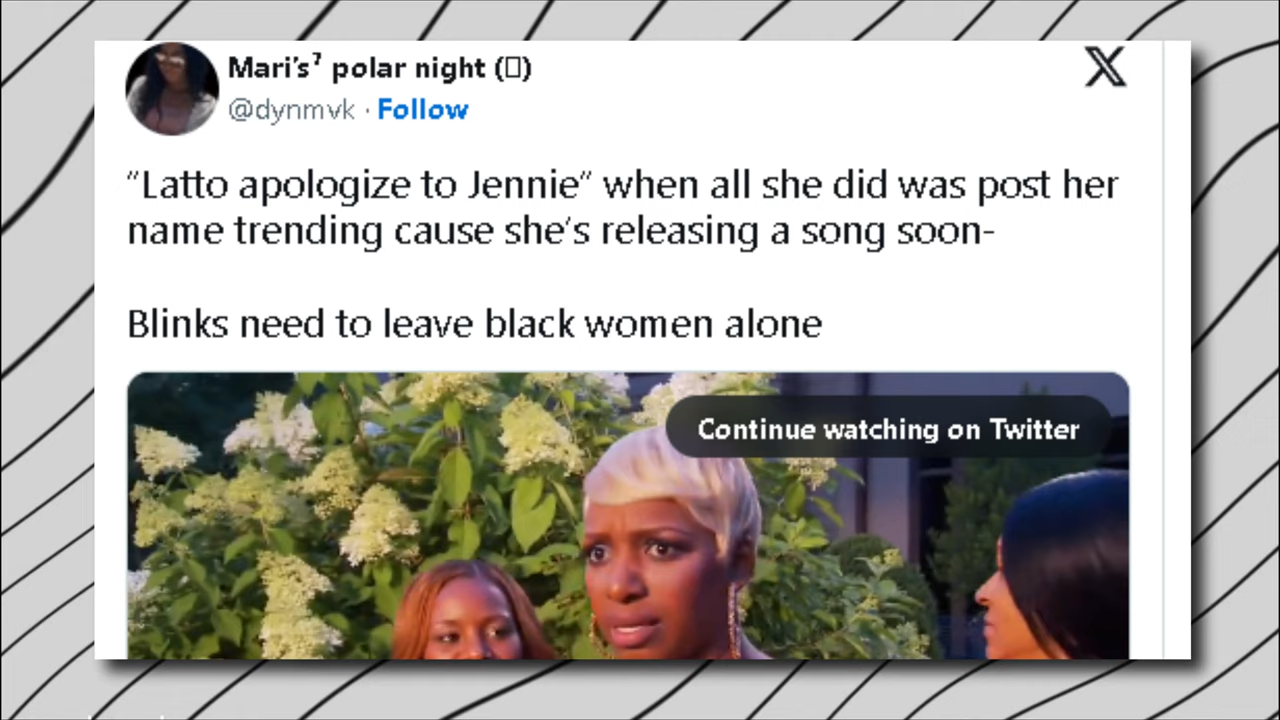 Mari's⁷ polar night (▯)
@dynmvk · Follow
"Latto apologize to Jennie" when all she did was post her
name trending cause she's releasing a song soon-
Blinks need to leave black women alone
Continue watching on Twitter